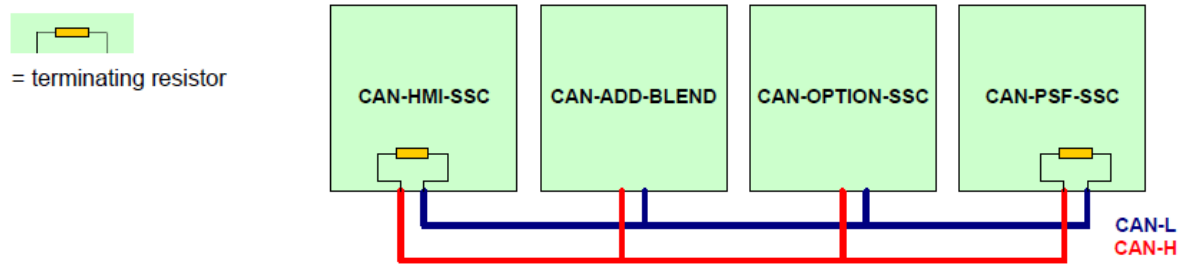 = terminating resistor
CAN-HMI-SSC
CAN-ADD-BLEND
CAN-OPTION-SSC
CAN-PSF-SSC
CAN-L
CAN-H